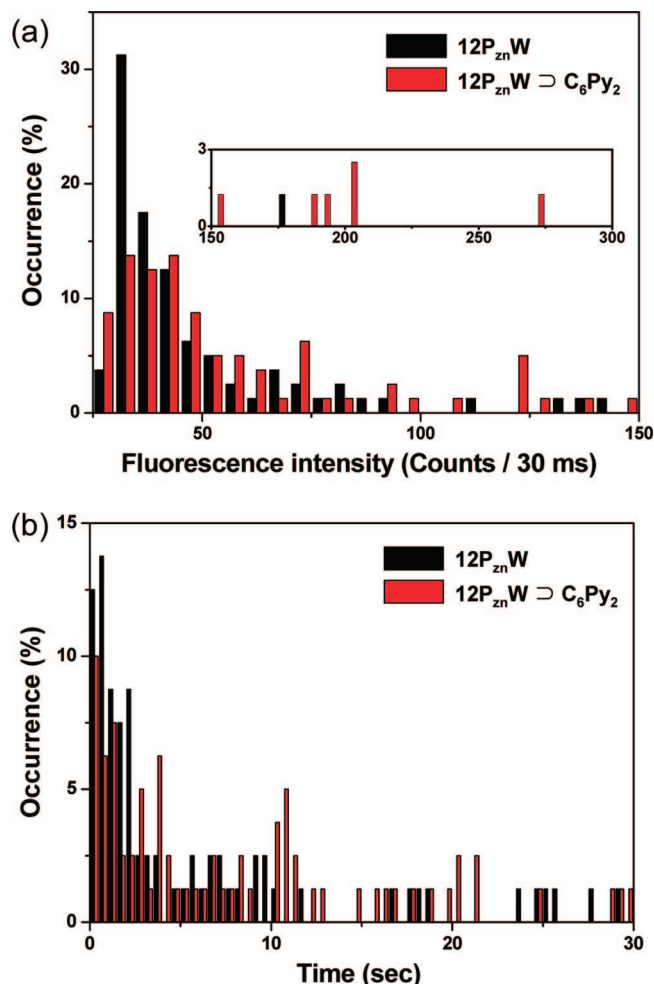 (a)
12PznW
12PznW ⊃ C6Py2
30
20
10
0
Occurrence (%)
3
0
150 200 250 300
50 100 150
Fluorescence intensity (Counts / 30 ms)
(b)
15
12PznW
12PznW ⊃ C6Py2
10
5
0
Occurrence (%)
0 10 20 30
Time (sec)